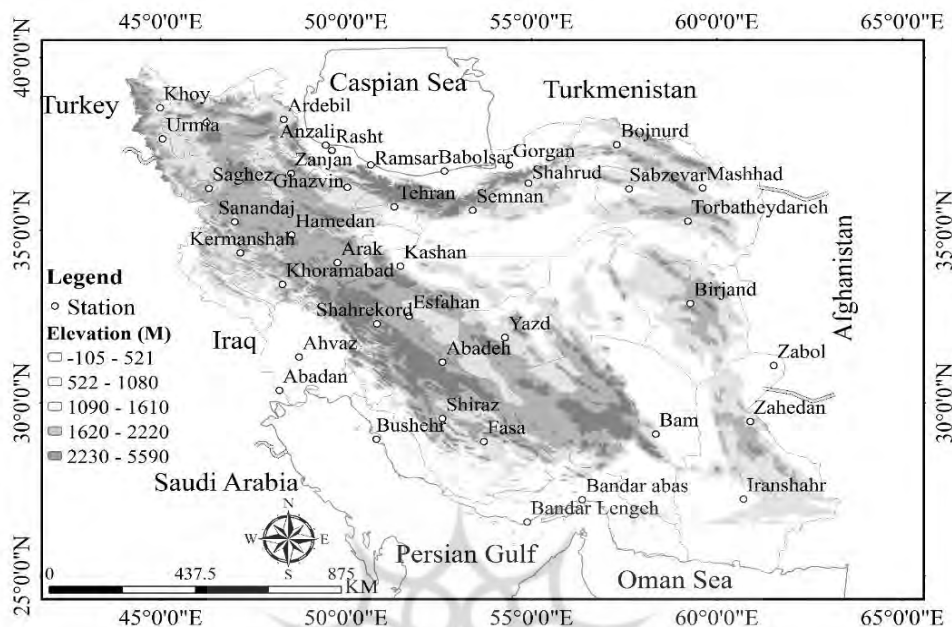 45°0'0"E 50°0'0"E 55°0'0"E 60°0'0"E 65°0'0"E
40°0'0"N
40°0'0"N
Caspian Sea
Turkmenistan
Turkey
Khoy
Ardebil
Urmia
Anzali
Rasht
Bojnurd
Zanjan
Ramsar
Babolsar
Gorgan
Saghez
Ghazvin
Shahrud
Sabzevar
Mashhad
Tehran
Semnan
Sanandaj
Hamedan
Torbatheydarieh
35°0'0"N
35°0'0"N
Kermanshah
Arak
Kashan
Afghanistan
Legend
Khoramabad
Station
Birjand
Elevation (M)
Shahrekord
Esfahan
Iraq
Yazd
-105 - 521
Ahvaz
Abadeh
Zabol
522 - 1080
Abadan
1090 - 1610
30°0'0"N
30°0'0"N
1620 - 2220
Shiraz
Zahedan
2230 - 5590
Bushehr
Fasa
Bam
Saudi Arabia
Bandar abas
Iranshahr
Bandar Lengeh
N
W E
S
Persian Gulf
Oman Sea
0 437.5 875
KM
25°0'0"N
25°0'0"N
45°0'0"E 50°0'0"E 55°0'0"E 60°0'0"E 65°0'0"E